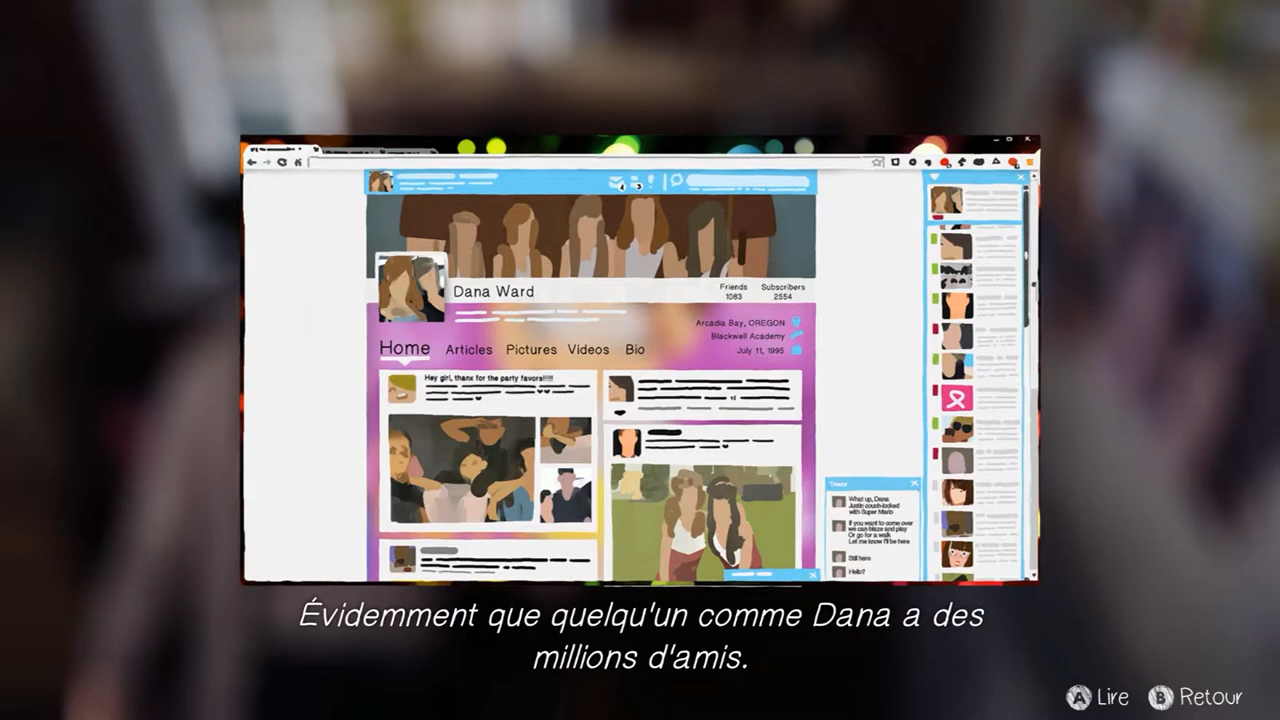 4
3
Dana Ward
Friends
1083
Subscribers
2554
Arcadia Bay, OREGON
Blackwell Academy
July 11, 1995
Home Articles Pictures Videos Bio
Hey girl, thanx for the party favors!!!!!
Trevor
What up, Dana
Justin couch-locked
with Super Mario
If you want to come over
we can blaze and play
Or go for a walk
Let me know I'll be here
Still here
Hello?
Évidemment que quelqu'un comme Dana a des
millions d'amis.
A Lire B Retour